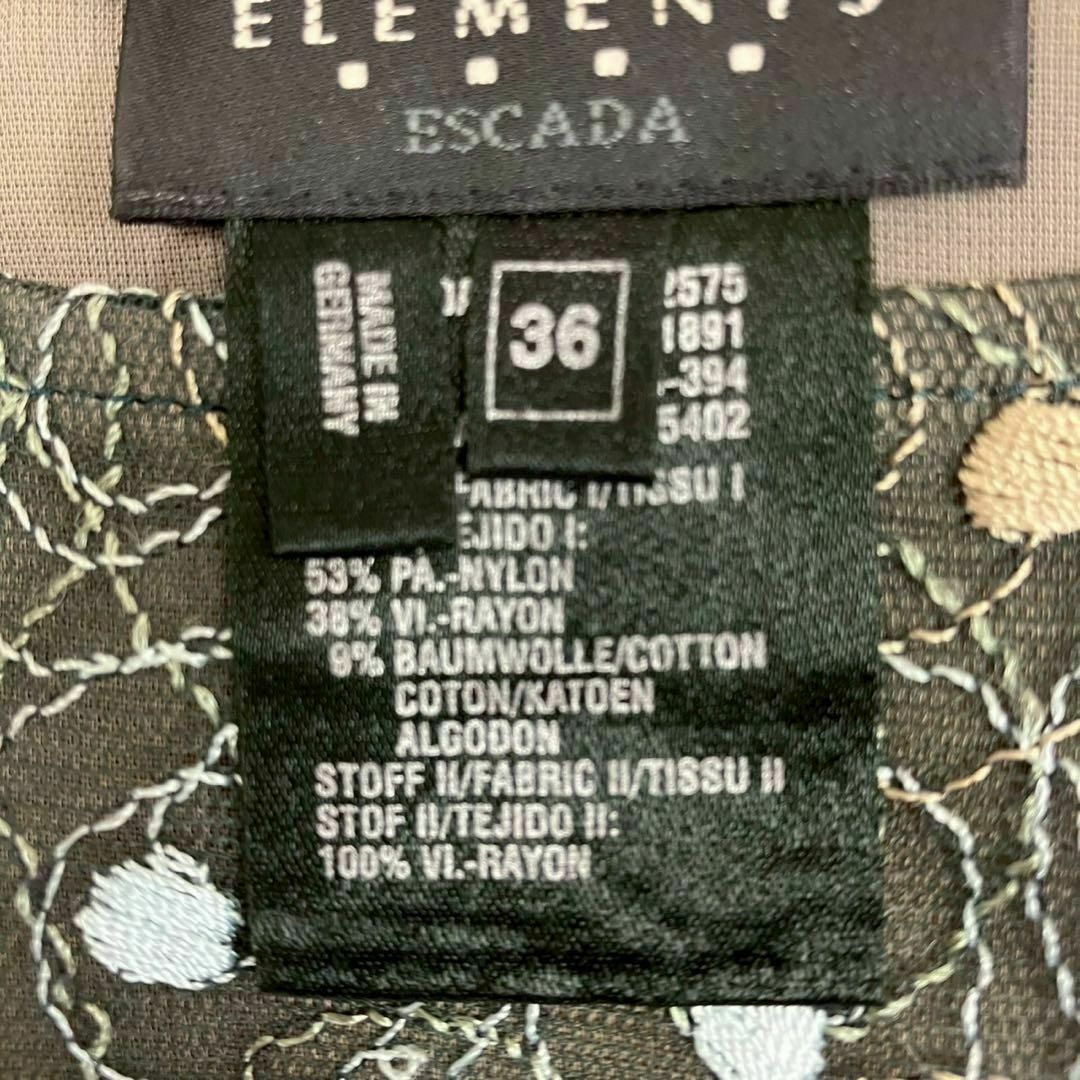 ELEMENTS
ESCADA
MADE IN
GERMANY
36
2575
1891
-394
5402
FABRIC I/TISSU I
EJIDO I:
53% PA.-NYLON
38% VI.-RAYON
9% BAUMWOLLE/COTTON
COTON/KATOEN
ALGODON
STOFF II/FABRIC II/TISSU II
STOF II/TEJIDO II:
100% VI.-RAYON